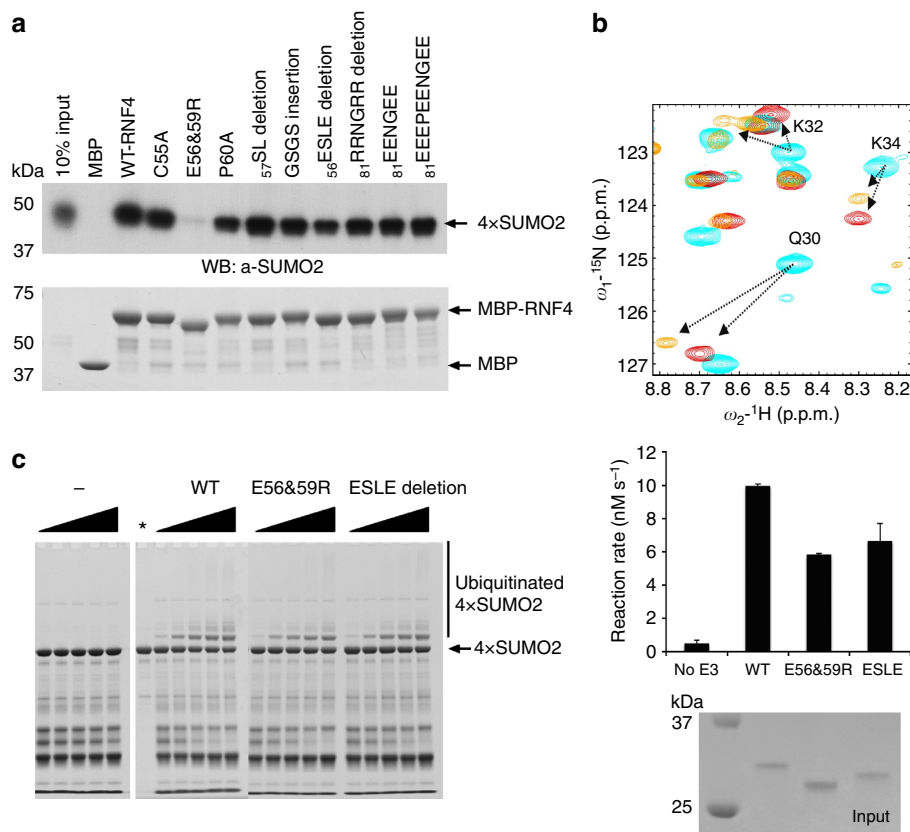 a
10% input
MBP
WT-RNF4
C55A
E56&59R
P60A
57SL deletion
GSGS insertion
56ESLE deletion
81RRNGRR deletion
81EENGEE
81EEEPEENGEE
kDa
50
37
4×SUMO2
WB: a-SUMO2
75
50
37
MBP-RNF4
MBP
b
K32
K34
Q30
123
124
125
126
127
ω1-15N (p.p.m.)
8.8 8.7 8.6 8.5 8.4 8.3 8.2
ω2-1H (p.p.m.)
c
– WT E56&59R ESLE deletion
*
Ubiquitinated
4×SUMO2
4×SUMO2
Reaction rate (nM s–1)
12
10
8
6
4
2
0
No E3 WT E56&59R ESLE
kDa
37
25
Input